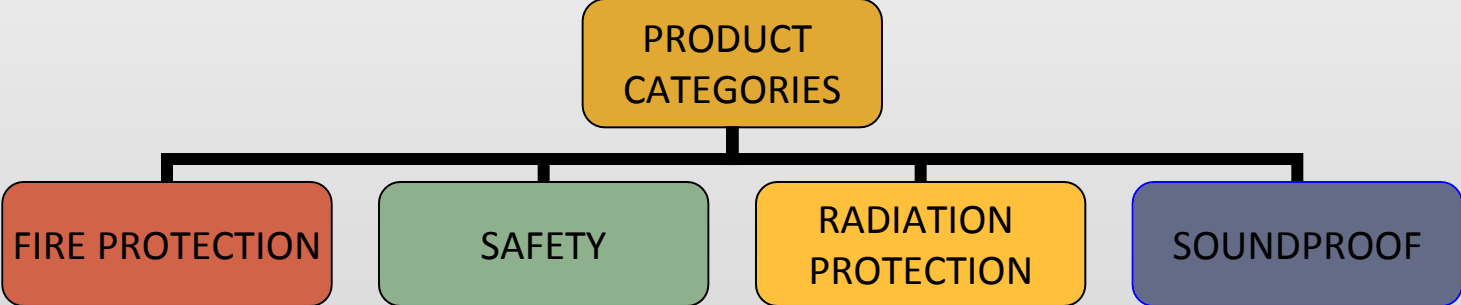 PRODUCT
CATEGORIES
FIRE PROTECTION
SAFETY
RADIATION
PROTECTION
SOUNDPROOF